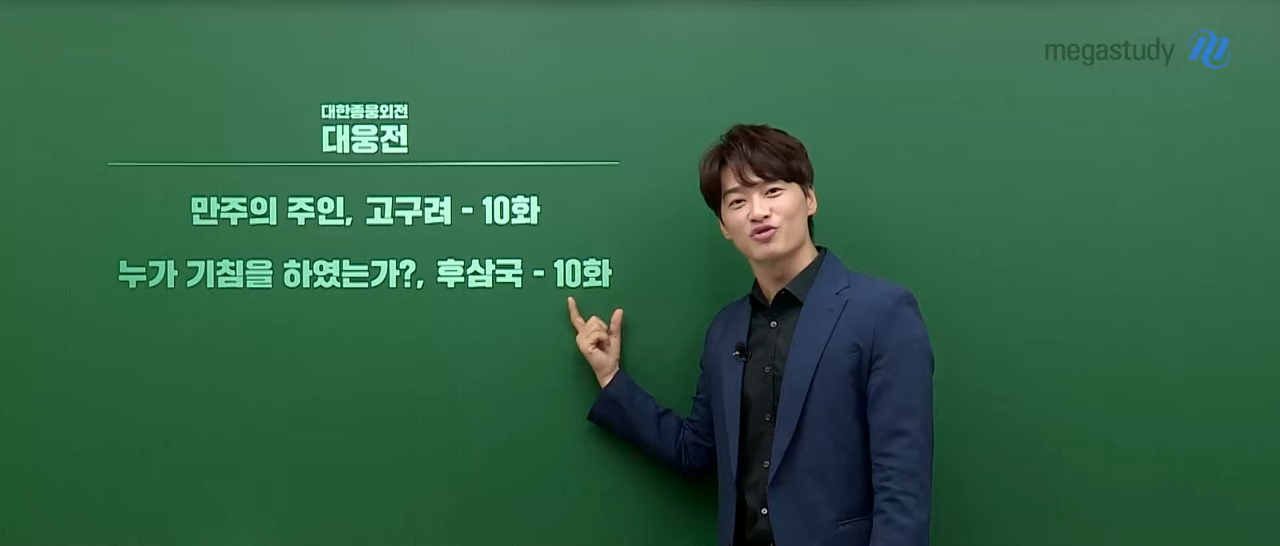 megastudy
대한종웅외전
대웅전
만주의 주인, 고구려 - 10화
누가 기침을 하였는가?, 후삼국 - 10화